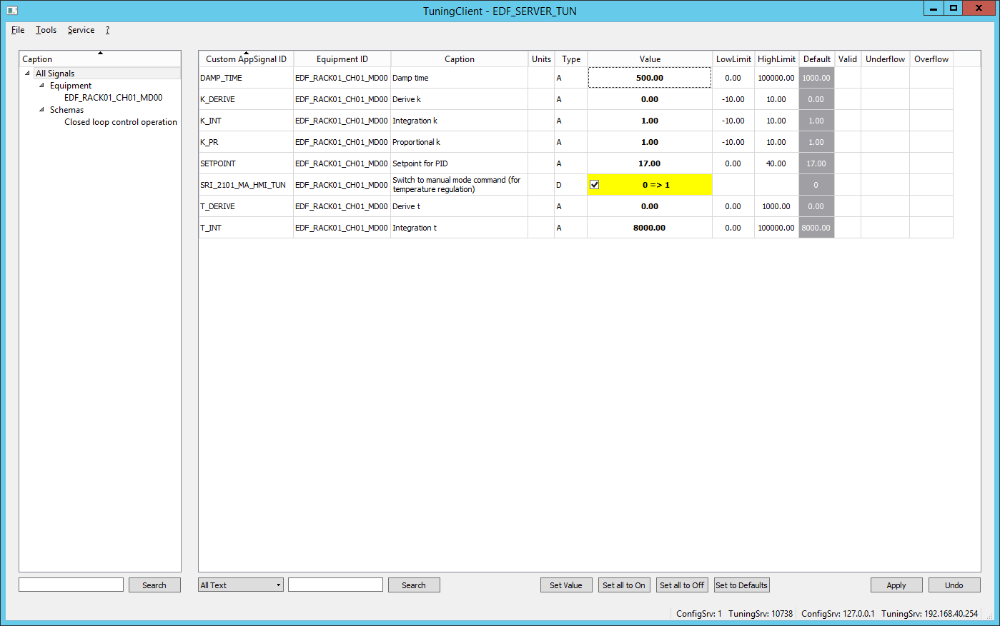 TuningClient - EDF_SERVER_TUN
File Tools Service ?
Caption
All Signals
Equipment
EDF_RACK01_CH01_MD00
Schemas
Closed loop control operation
Custom AppSignal ID Equipment ID Caption Units Type Value LowLimit HighLimit Default Valid Underflow Overflow
DAMP_TIME EDF_RACK01_CH01_MD00 Damp time A 500.00 0.00 100000.00 1000.00
K_DERIVE EDF_RACK01_CH01_MD00 Derive k A 0.00 -10.00 10.00 0.00
K_INT EDF_RACK01_CH01_MD00 Integration k A 1.00 -10.00 10.00 1.00
K_PR EDF_RACK01_CH01_MD00 Proportional k A 1.00 -10.00 10.00 1.00
SETPOINT EDF_RACK01_CH01_MD00 Setpoint for PID A 17.00 0.00 40.00 17.00
SRI_2101_MA_HMI_TUN EDF_RACK01_CH01_MD00 Switch to manual mode command (for
temperature regulation) D 0 => 1 0
T_DERIVE EDF_RACK01_CH01_MD00 Derive t A 0.00 0.00 1000.00 0.00
T_INT EDF_RACK01_CH01_MD00 Integration t A 8000.00 0.00 100000.00 8000.00
Search All Text Search Set Value Set all to On Set all to Off Set to Defaults Apply Undo
ConfigSrv: 1 TuningSrv: 10738 ConfigSrv: 127.0.0.1 TuningSrv: 192.168.40.254